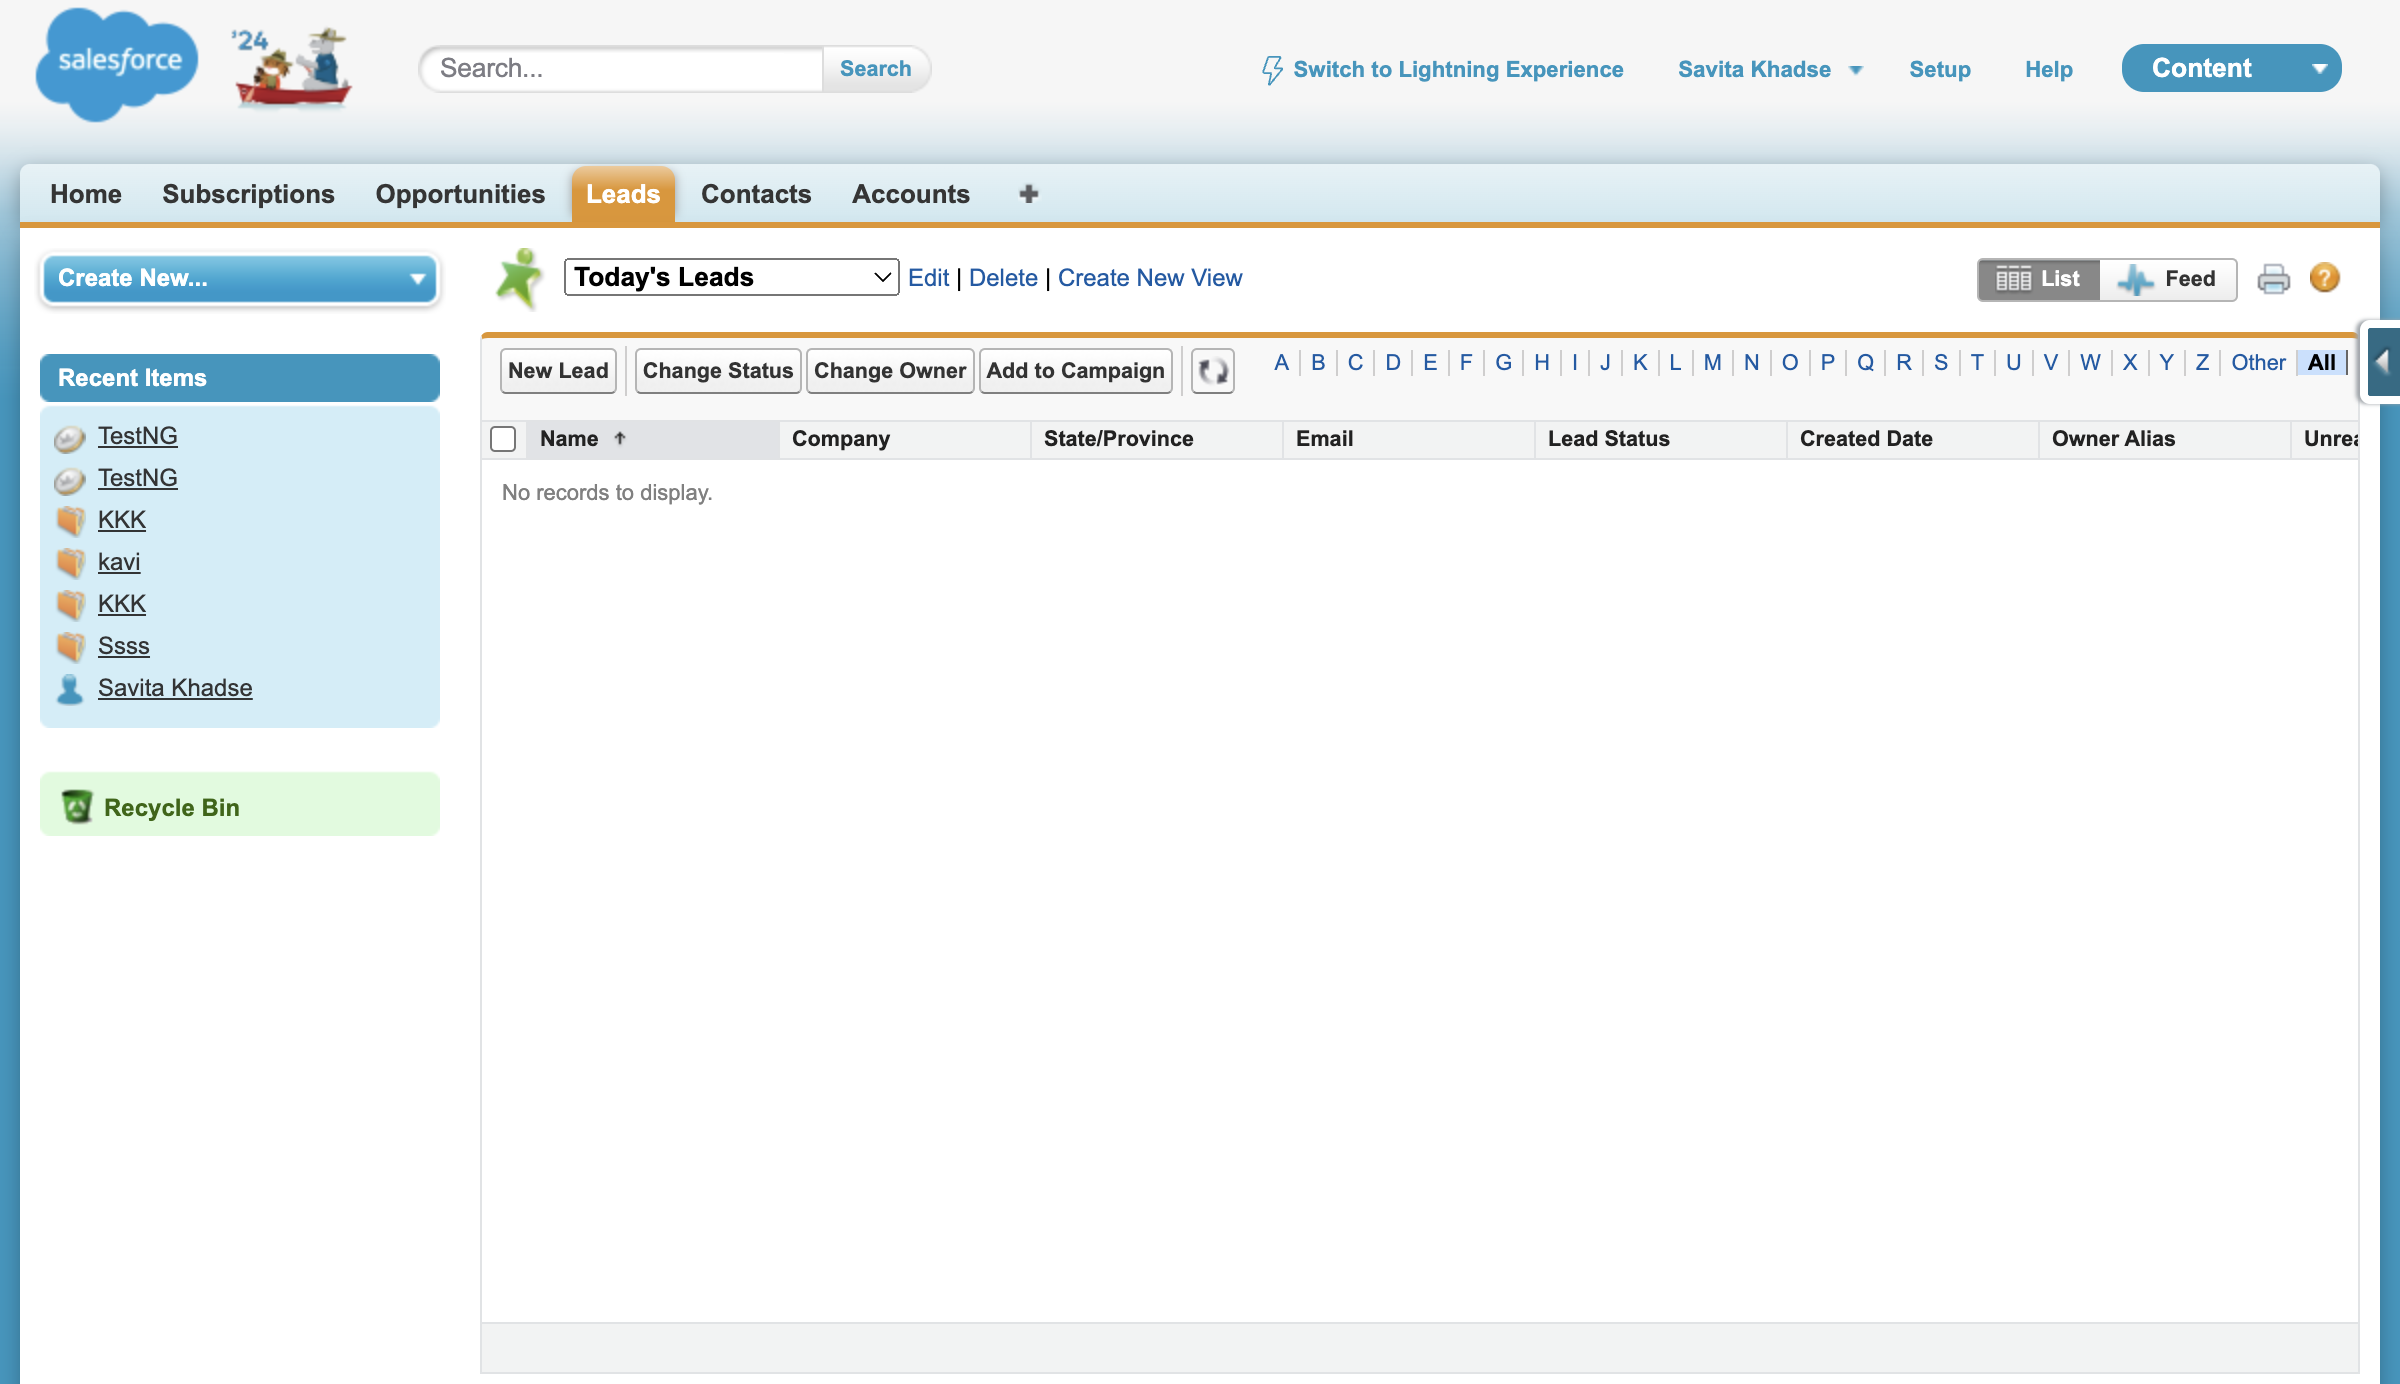 salesforce
'24
Search...
Search
Switch to Lightning Experience
Savita Khadse
Setup
Help
Content
Home
Subscriptions
Opportunities
Leads
Contacts
Accounts
Create New...
Today's Leads
Edit | Delete | Create New View
List
Feed
Recent Items
TestNG
TestNG
KKK
kavi
KKK
Ssss
Savita Khadse
Recycle Bin
New Lead
Change Status
Change Owner
Add to Campaign
A | B | C | D | E | F | G | H | I | J | K | L | M | N | O | P | Q | R | S | T | U | V | W | X | Y | Z | Other | All |
Name
Company
State/Province
Email
Lead Status
Created Date
Owner Alias
No records to display.